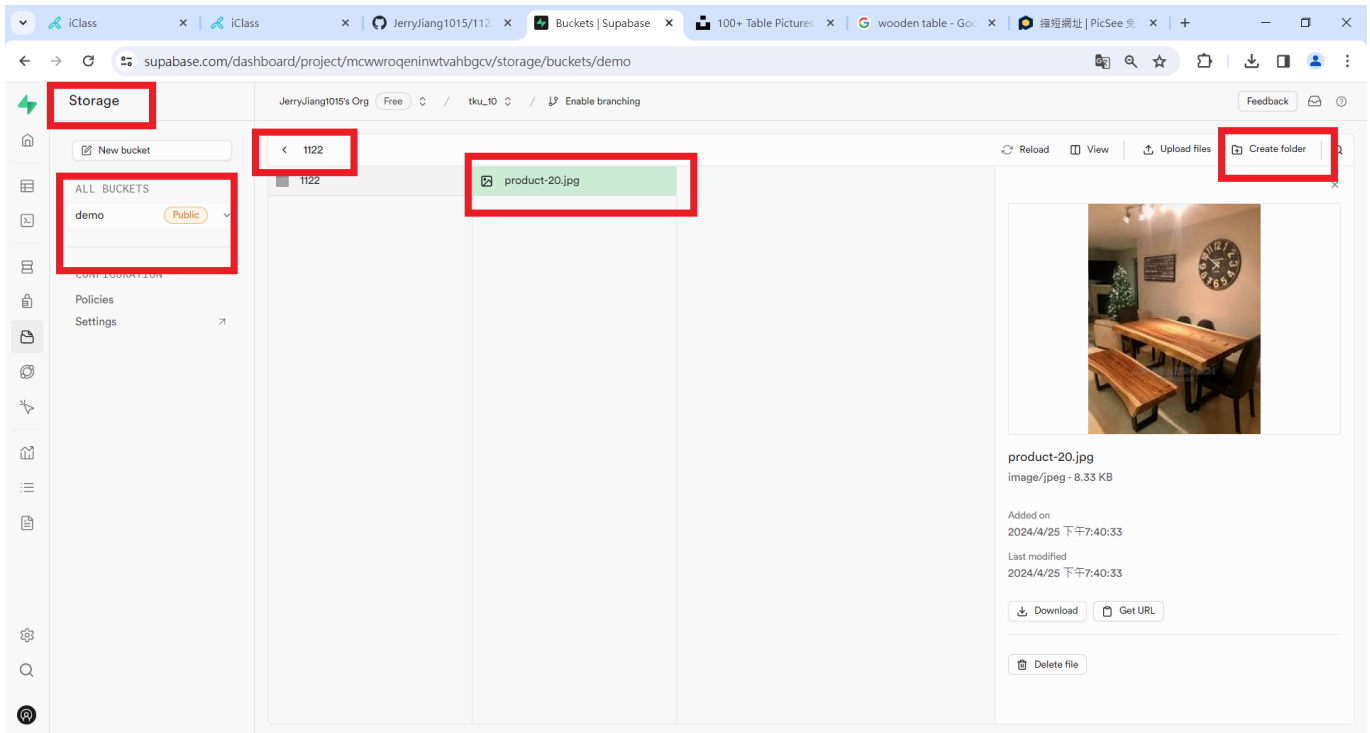 iClass
iClass
JerryJiang1015/112
Buckets | Supabase
100+ Table Pictures
wooden table - Goo
縮短網址 | PicSee 免
supabase.com/dashboard/project/mcwwroqeninwtvahbgcv/storage/buckets/demo
Storage
JerryJiang1015's Org Free / tku_10 / Enable branching
Feedback
New bucket
1122
Reload View Upload files Create folder
ALL BUCKETS
1122
product-20.jpg
demo Public
CONFIGURATION
Policies
Settings
product-20.jpg
image/jpeg - 8.33 KB
Added on
2024/4/25 下午7:40:33
Last modified
2024/4/25 下午7:40:33
Download Get URL
Delete file